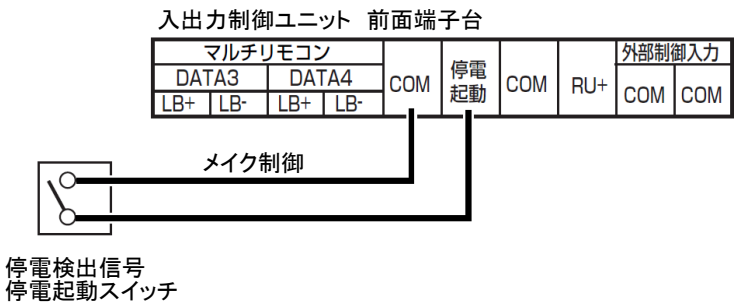 入出力制御ユニット 前面端子台
マルチリモコン
外部制御入力
DATA3 DATA4
COM
停電
起動
COM
RU+
COM
COM
LB+ LB- LB+ LB-
メイク制御
停電検出信号
停電起動スイッチ